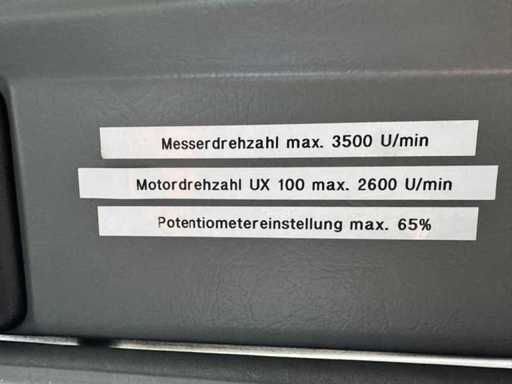 Messerdrehzahl max. 3500 U/min
Motordrehzahl UX 100 max. 2600 U/min
Potentiometereinstellung max. 65%